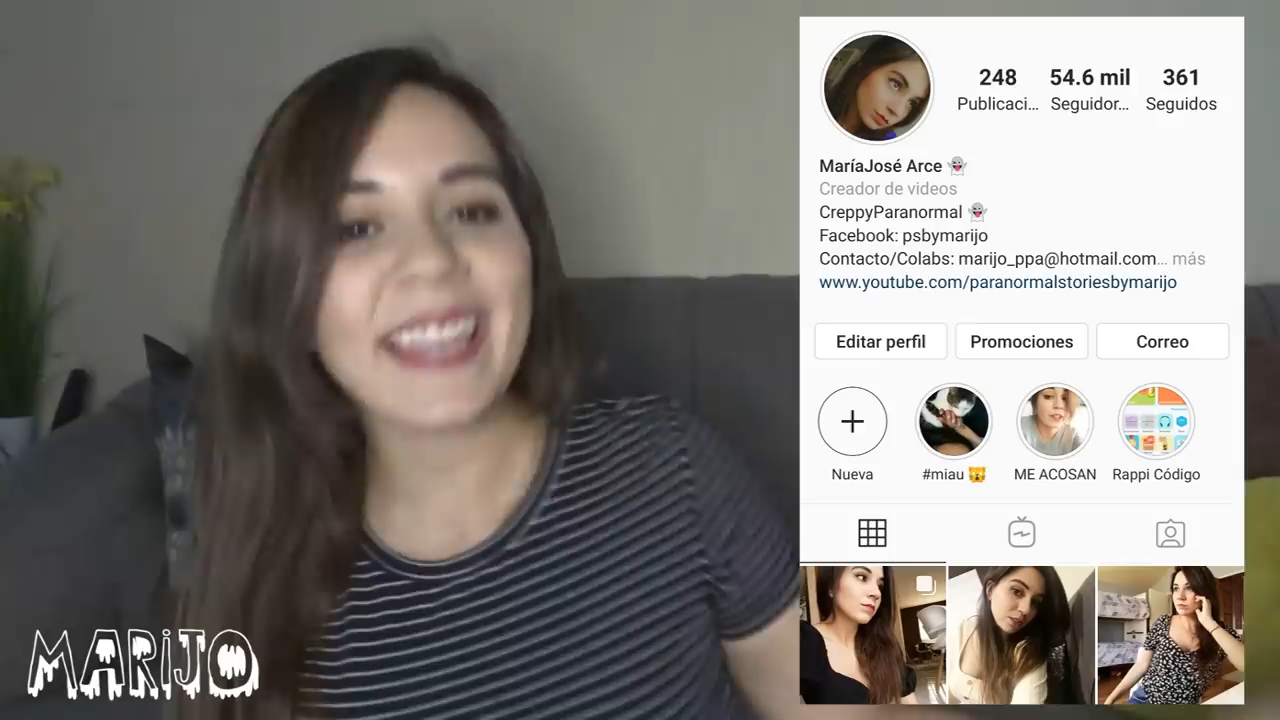 248 54.6 mil 361
Publicaci... Seguidor... Seguidos
MaríaJosé Arce 👻
Creador de videos
CreppyParanormal 👻
Facebook: psbymarijo
Contacto/Colabs: marijo_ppa@hotmail.com... más
www.youtube.com/paranormalstoriesbymarijo
Editar perfil Promociones Correo
Nueva #miau 🙀 ME ACOSAN Rappi Código
MARiJO